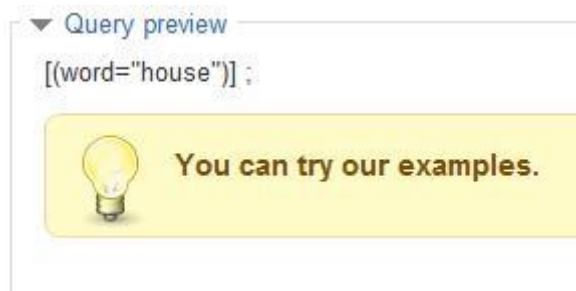 Query preview
[(word="house")] ;
You can try our examples.